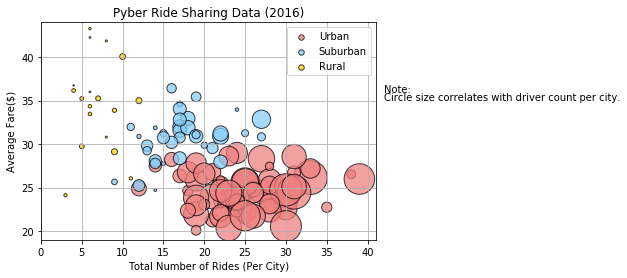 Pyber Ride Sharing Data (2016)
Urban
Suburban
Rural
40
35
30
25
20
Average Fare($)
0 5 10 15 20 25 30 35 40
Total Number of Rides (Per City)
Note:
Circle size correlates with driver count per city.